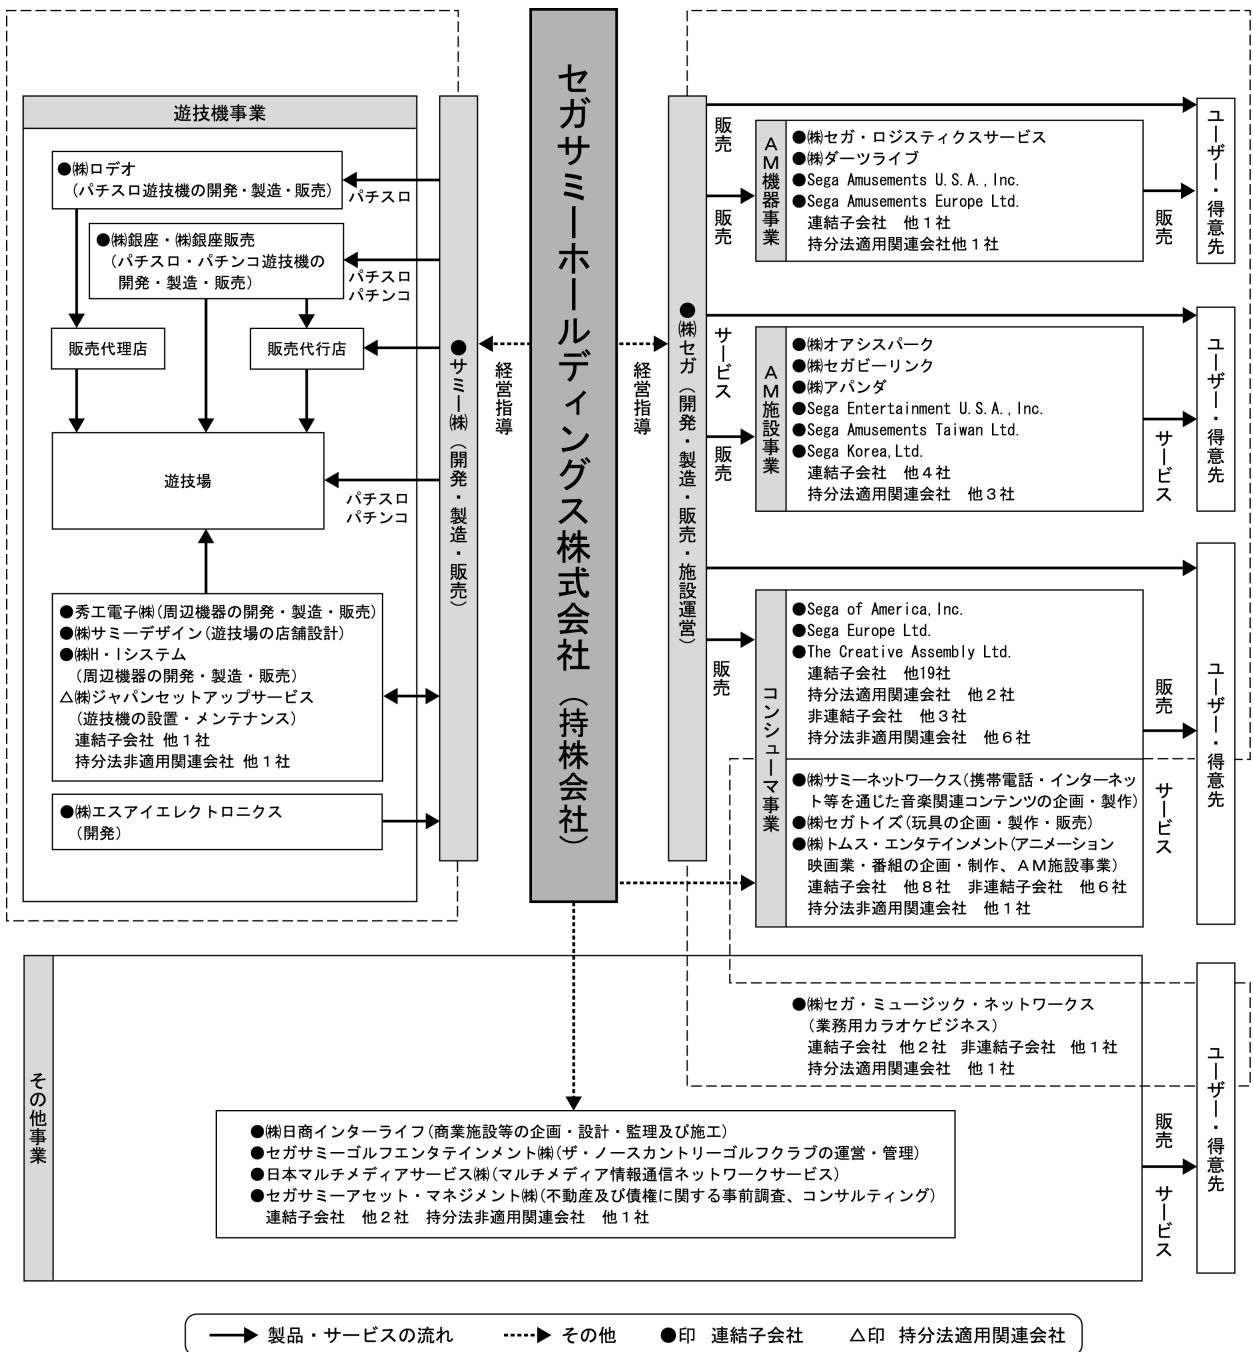 セガサミーホールディングス株式会社（持株会社）
遊技機事業
●㈱ロデオ
（パチスロ遊技機の開発・製造・販売）
パチスロ
●㈱銀座・㈱銀座販売
（パチスロ・パチンコ遊技機の
開発・製造・販売）
パチスロ
パチンコ
販売代理店
販売代行店
遊技場
パチスロ
パチンコ
●秀工電子㈱（周辺機器の開発・製造・販売）
●㈱サミーデザイン（遊技場の店舗設計）
●㈱H・Iシステム
（周辺機器の開発・製造・販売）
△㈱ジャパンセットアップサービス
（遊技機の設置・メンテナンス）
連結子会社 他１社
持分法非適用関連会社 他１社
●㈱エスアイエレクトロニクス
（開発）
●サミー㈱（開発・製造・販売）
経営指導
経営指導
●㈱セガ（開発・製造・販売・施設運営）
販売
販売
AM機器事業
●㈱セガ・ロジスティクスサービス
●㈱ダーツライブ
●Sega Amusements U.S.A.,Inc.
●Sega Amusements Europe Ltd.
連結子会社 他１社
持分法適用関連会社他１社
販売
ユーザー・得意先
サービス
販売
AM施設事業
●㈱オアシスパーク
●㈱セガビーリンク
●㈱アパンダ
●Sega Entertainment U.S.A.,Inc.
●Sega Amusements Taiwan Ltd.
●Sega Korea,Ltd.
連結子会社 他４社
持分法適用関連会社 他３社
サービス
ユーザー・得意先
販売
コンシューマ事業
●Sega of America,Inc.
●Sega Europe Ltd.
●The Creative Assembly Ltd.
連結子会社 他19社
持分法適用関連会社 他２社
非連結子会社 他３社
持分法非適用関連会社 他６社
●㈱サミーネットワークス（携帯電話・インターネッ
ト等を通じた音楽関連コンテンツの企画・製作）
●㈱セガトイズ（玩具の企画・製作・販売）
●㈱トムス・エンタテインメント（アニメーション
映画業・番組の企画・制作、AM施設事業）
連結子会社 他８社 非連結子会社 他６社
持分法非適用関連会社 他１社
販売
サービス
ユーザー・得意先
その他事業
●㈱セガ・ミュージック・ネットワークス
（業務用カラオケビジネス）
連結子会社 他２社 非連結子会社 他１社
持分法適用関連会社 他１社
●㈱日商インターライフ（商業施設等の企画・設計・監理及び施工）
●セガサミーゴルフエンタテインメント㈱（ザ・ノースカントリーゴルフクラブの運営・管理）
●日本マルチメディアサービス㈱（マルチメディア情報通信ネットワークサービス）
●セガサミーアセット・マネジメント㈱（不動産及び債権に関する事前調査、コンサルティング）
連結子会社 他２社 持分法非適用関連会社 他１社
販売
サービス
ユーザー・得意先
製品・サービスの流れ その他 ●印 連結子会社 △印 持分法適用関連会社